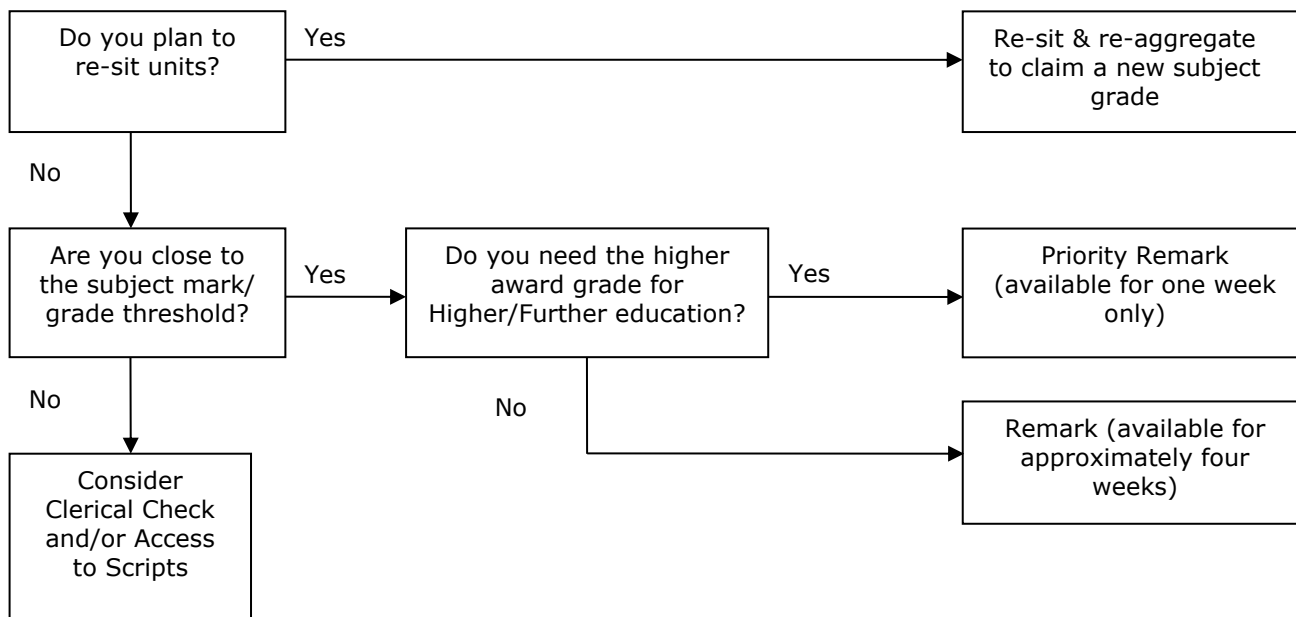 Do you plan to
re-sit units?
Yes
Re-sit & re-aggregate
to claim a new subject
grade
No
Are you close to
the subject mark/
grade threshold?
Yes
Do you need the higher
award grade for
Higher/Further education?
Yes
Priority Remark
(available for one week
only)
No
Consider
Clerical Check
and/or Access
to Scripts
No
Remark (available for
approximately four
weeks)